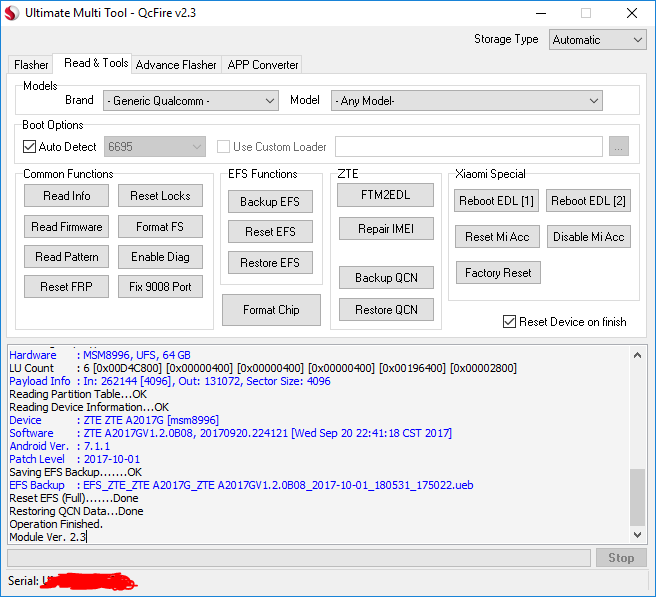 Ultimate Multi Tool - QcFire v2.3
Storage Type Automatic
Flasher Read & Tools Advance Flasher APP Converter
Models
Brand - Generic Qualcomm - Model - Any Model-
Boot Options
Auto Detect 6695 Use Custom Loader ...
Common Functions EFS Functions ZTE Xiaomi Special
Read Info Reset Locks Backup EFS FTM2EDL Reboot EDL [1] Reboot EDL [2]
Read Firmware Format FS Reset EFS Repair IMEI Reset Mi Acc Disable Mi Acc
Read Pattern Enable Diag Restore EFS Backup QCN Factory Reset
Reset FRP Fix 9008 Port Format Chip Restore QCN
Reset Device on finish
Hardware : MSM8996, UFS, 64 GB
LU Count : 6 [0x00D4C800] [0x00000400] [0x00000400] [0x00000400] [0x00196400] [0x00002800]
Payload Info : In: 262144 [4096], Out: 131072, Sector Size: 4096
Reading Partition Table...OK
Reading Device Information...OK
Device : ZTE ZTE A2017G [msm8996]
Software : ZTE A2017GV1.2.0B08, 20170920.224121 [Wed Sep 20 22:41:18 CST 2017]
Android Ver. : 7.1.1
Patch Level : 2017-10-01
Saving EFS Backup.......OK
EFS Backup : EFS_ZTE_ZTE A2017G_ZTE A2017GV1.2.0B08_2017-10-01_180531_175022.ueb
Reset EFS (Full).......Done
Restoring QCN Data...Done
Operation Finished.
Module Ver. 2.3
Stop
Serial: